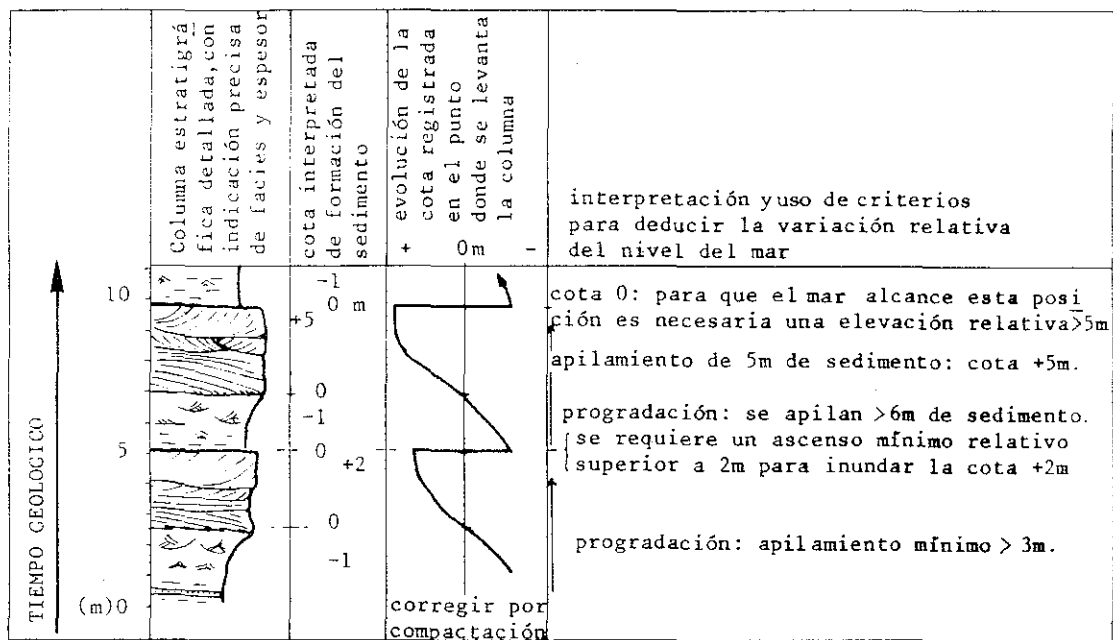 Columna estratigrá
fica detallada, con
indicación precisa
de facies y espesor
cota interpretada
de formación del
sedimento
evolución de la
cota registrada
en el punto
donde se levanta
la columna
+ 0m -
interpretación y uso de criterios
para deducir la variación relativa
del nivel del mar
TIEMPO GEOLOGICO
10
5
(m)0
-1
0 m
+5
0
-1
0
+2
0
-1
corregir por
compactación
cota 0: para que el mar alcance esta posi
ción es necesaria una elevación relativa>5m
apilamiento de 5m de sedimento: cota +5m.
progradación: se apilan >6m de sedimento.
se requiere un ascenso mínimo relativo
superior a 2m para inundar la cota +2m
progradación: apilamiento mínimo > 3m.